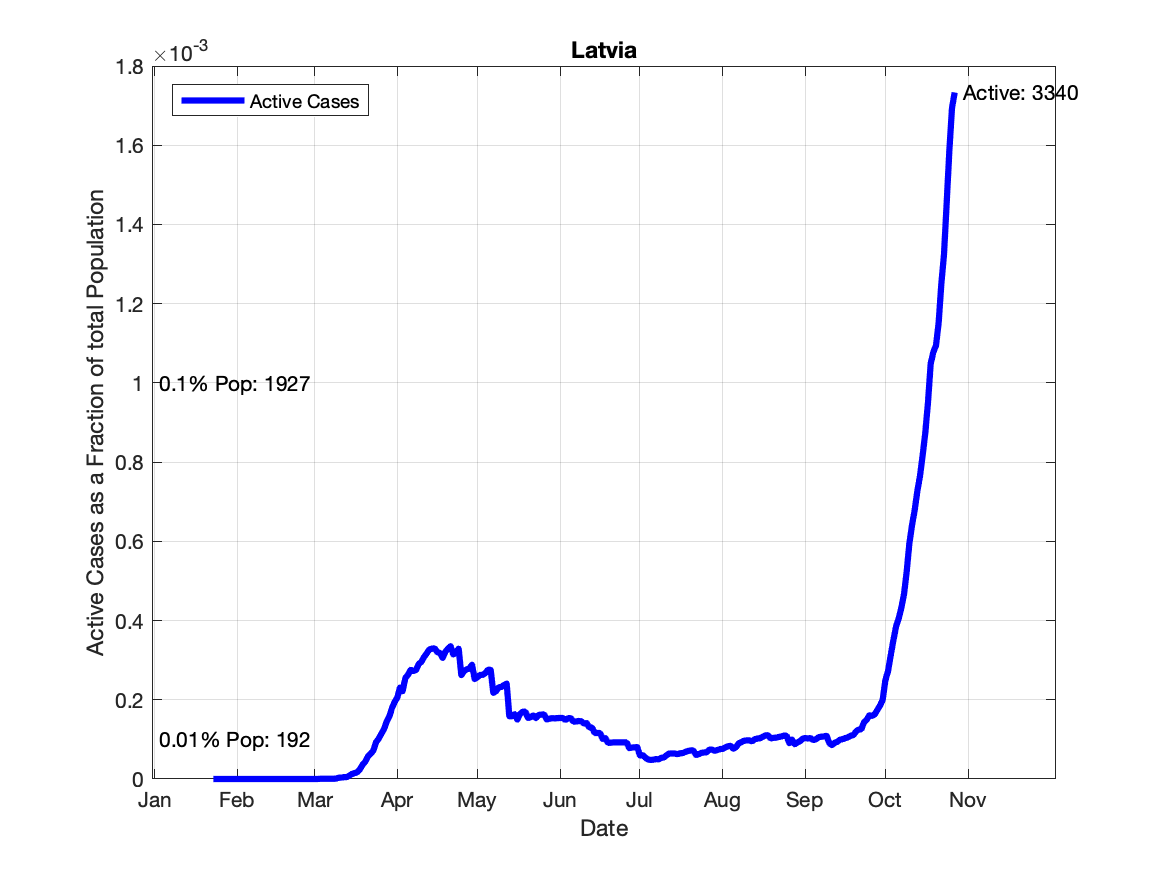 Latvia
×10-3
1.8
1.6
1.4
1.2
1
0.8
0.6
0.4
0.2
0
Active Cases as a Fraction of total Population
Active Cases
Active: 3340
0.1% Pop: 1927
0.01% Pop: 192
Jan Feb Mar Apr May Jun Jul Aug Sep Oct Nov
Date